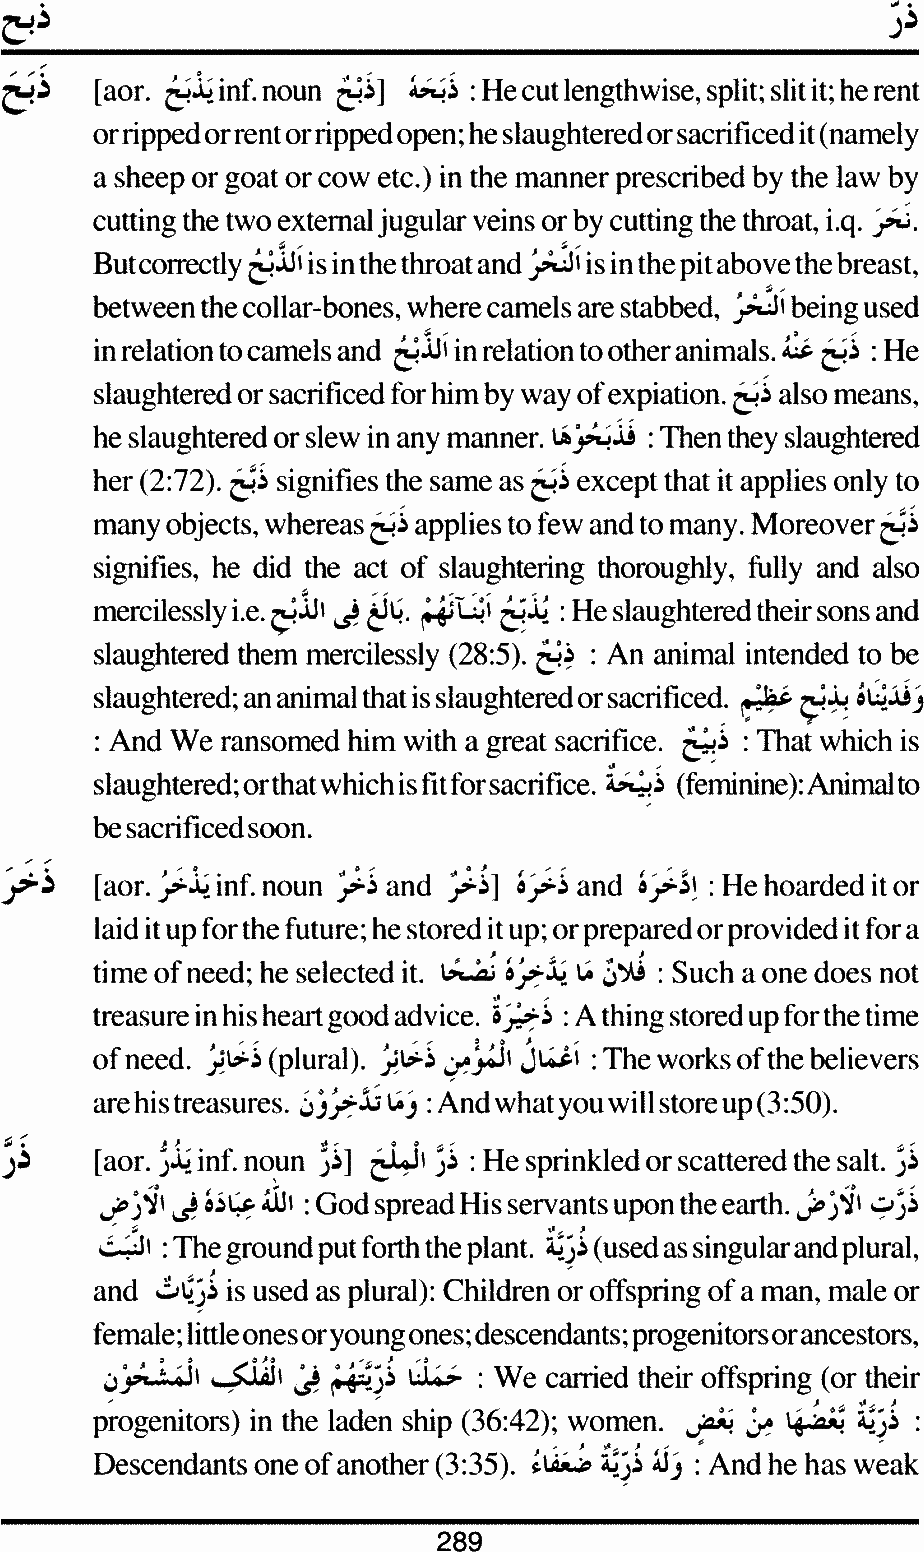 ذبح ذرّ
ذَبَحَ [aor. يَذْبَحُ inf. noun ذَبْحٌ] ذَبَحَهُ : He cut lengthwise, split; slit it; he rent
or ripped or rent or ripped open; he slaughtered or sacrificed it (namely
a sheep or goat or cow etc.) in the manner prescribed by the law by
cutting the two external jugular veins or by cutting the throat, i.q. نَحَرَ.
But correctly اَلذَّبْحُ is in the throat and اَلنَّحْرُ is in the pit above the breast,
between the collar-bones, where camels are stabbed, اَلنَّحْرُ being used
in relation to camels and اَلذَّبْحُ in relation to other animals. ذَبَحَ عَنْهُ : He
slaughtered or sacrificed for him by way of expiation. ذَبَحَ also means,
he slaughtered or slew in any manner. فَذَبَحُوْهَا : Then they slaughtered
her (2:72). ذَبَّحَ signifies the same as ذَبَحَ except that it applies only to
many objects, whereas ذَبَحَ applies to few and to many. Moreover ذَبَّحَ
signifies, he did the act of slaughtering thoroughly, fully and also
mercilessly i.e. بَالَغَ فِى الذَّبْحِ. يُذَبِّحُ اَبْنَآئَهُمْ : He slaughtered their sons and
slaughtered them mercilessly (28:5). ذِبْحٌ : An animal intended to be
slaughtered; an animal that is slaughtered or sacrificed. وَفَدَيْنَاهُ بِذِبْحٍ عَظِيْمٍ
: And We ransomed him with a great sacrifice. ذَبِيْحٌ : That which is
slaughtered; or that which is fit for sacrifice. ذَبِيْحَةٌ (feminine): Animal to
be sacrificed soon.
ذَخَرَ [aor. يَذْخَرُ inf. noun ذَخْرٌ and ذُخْرٌ] ذَخَرَهُ and اِذَّخَرَهُ : He hoarded it or
laid it up for the future; he stored it up; or prepared or provided it for a
time of need; he selected it. فُلَانٌ مَا يَدَّخِرُهُ نُصْحًا : Such a one does not
treasure in his heart good advice. ذَخِيْرَةٌ : A thing stored up for the time
of need. ذَخَائِرُ (plural). اَعْمَالُ الْمُؤْمِنِ ذَخَائِرُ : The works of the believers
are his treasures. وَمَا تَدَّخِرُوْنَ : And what you will store up (3:50).
ذَرَّ [aor. يَذُرُّ inf. noun ذَرٌّ] ذَرَّ الْمِلْحَ : He sprinkled or scattered the salt. ذَرَّ
اللّٰهُ عِبَادَهُ فِى الْاَرْضِ : God spread His servants upon the earth. ذَرَّتِ الْاَرْضُ
النَّبَتَ : The ground put forth the plant. ذُرِّيَّةٌ (used as singular and plural,
and ذُرِّيَّاتٌ is used as plural): Children or offspring of a man, male or
female; little ones or young ones; descendants; progenitors or ancestors,
حَمَلْنَا ذُرِّيَّتَهُمْ فِىْ الْفُلْكِ الْمَشْحُوْنِ : We carried their offspring (or their
progenitors) in the laden ship (36:42); women. ذُرِّيَّةٌ بَعْضُهَا مِنْ بَعْضٍ :
Descendants one of another (3:35). وَلَهُ ذُرِّيَّةٌ ضُعَفَاءُ : And he has weak
289